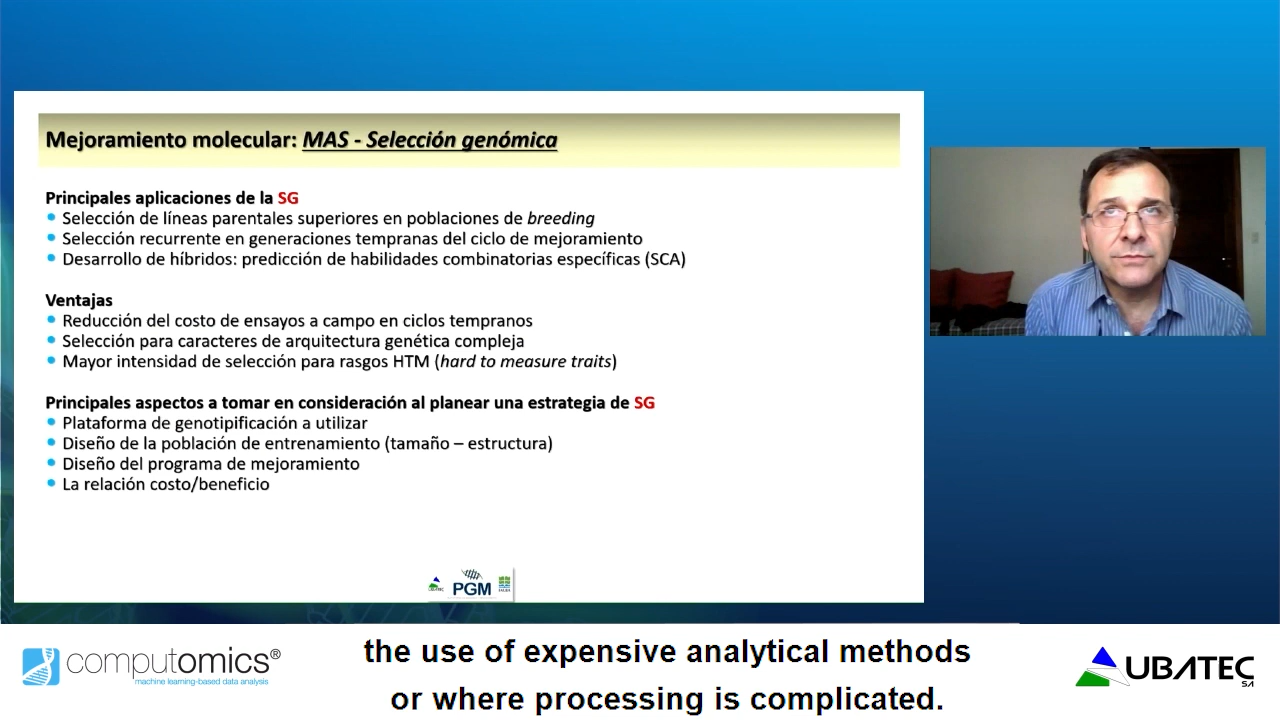 Mejoramiento molecular: MAS - Selección genómica
Principales aplicaciones de la SG
• Selección de líneas parentales superiores en poblaciones de breeding
• Selección recurrente en generaciones tempranas del ciclo de mejoramiento
• Desarrollo de híbridos: predicción de habilidades combinatorias específicas (SCA)
Ventajas
• Reducción del costo de ensayos a campo en ciclos tempranos
• Selección para caracteres de arquitectura genética compleja
• Mayor intensidad de selección para rasgos HTM (hard to measure traits)
Principales aspectos a tomar en consideración al planear una estrategia de SG
• Plataforma de genotipificación a utilizar
• Diseño de la población de entrenamiento (tamaño – estructura)
• Diseño del programa de mejoramiento
• La relación costo/beneficio
PGM
computomics®
machine learning-based data analysis
the use of expensive analytical methods
or where processing is complicated.
UBATEC
SA